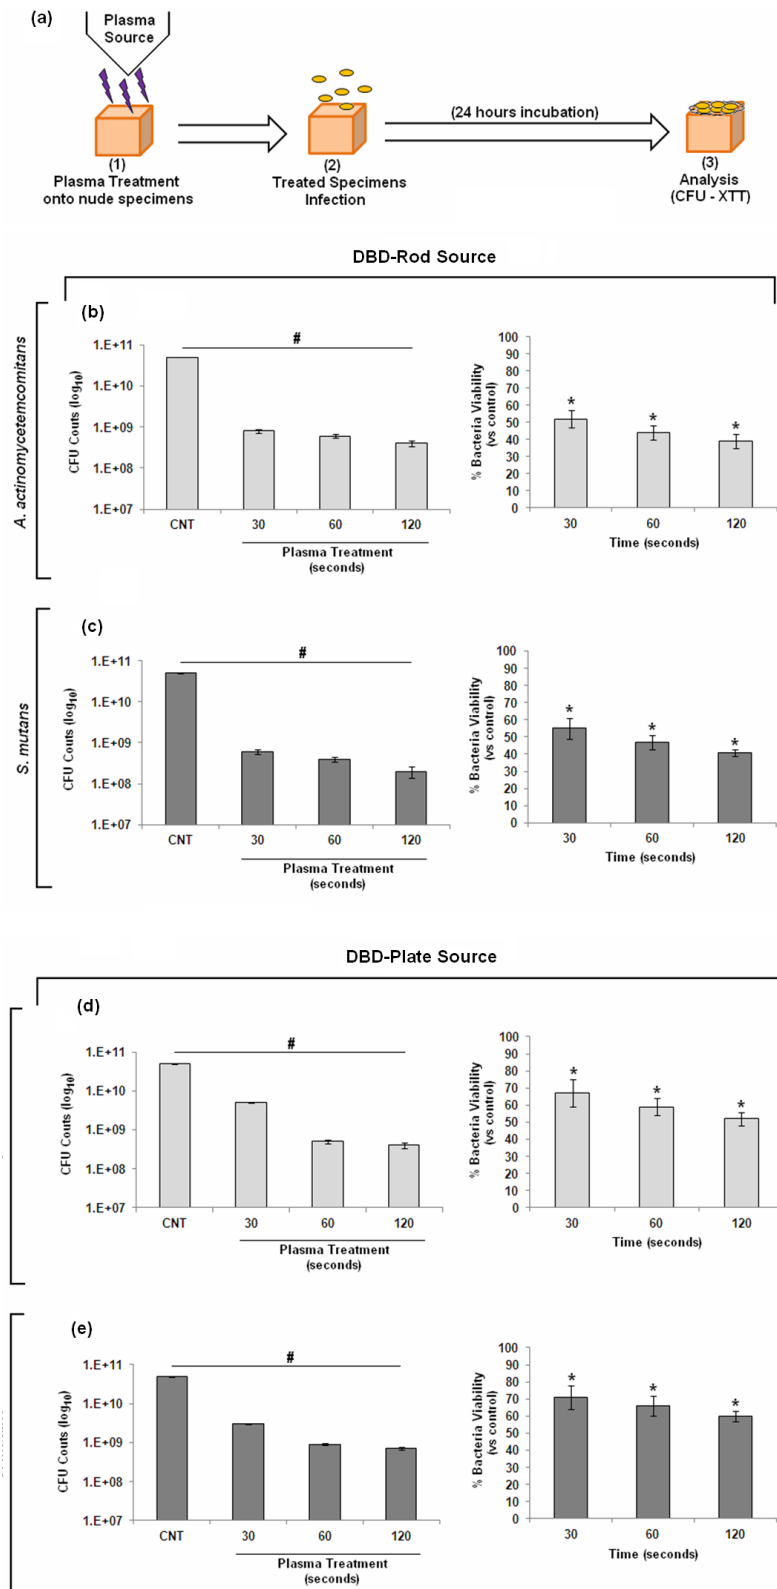 (a)
Plasma
Source
(1)
Plasma Treatment
onto nude specimens
(2)
Treated Specimens
Infection
(24 hours incubation)
(3)
Analysis
(CFU - XTT)
DBD-Rod Source
A. actinomycetemcomitans
(b)
#
1.E+11
1.E+10
1.E+09
1.E+08
1.E+07
CFU Couts (log10)
CNT 30 60 120
Plasma Treatment
(seconds)
100
90
80
70
60
50
40
30
20
10
0
% Bacteria Viability
(vs control)
* * *
30 60 120
Time (seconds)
S. mutans
(c)
#
1.E+11
1.E+10
1.E+09
1.E+08
1.E+07
CFU Couts (log10)
CNT 30 60 120
Plasma Treatment
(seconds)
100
90
80
70
60
50
40
30
20
10
0
% Bacteria Viability
(vs control)
* * *
30 60 120
Time (seconds)
DBD-Plate Source
(d)
#
1.E+11
1.E+10
1.E+09
1.E+08
1.E+07
CFU Couts (log10)
CNT 30 60 120
Plasma Treatment
(seconds)
100
90
80
70
60
50
40
30
20
10
0
% Bacteria Viability
(vs control)
* * *
30 60 120
Time (seconds)
(e)
#
1.E+11
1.E+10
1.E+09
1.E+08
1.E+07
CFU Couts (log10)
CNT 30 60 120
Plasma Treatment
(seconds)
100
90
80
70
60
50
40
30
20
10
0
% Bacteria Viability
(vs control)
* * *
30 60 120
Time (seconds)